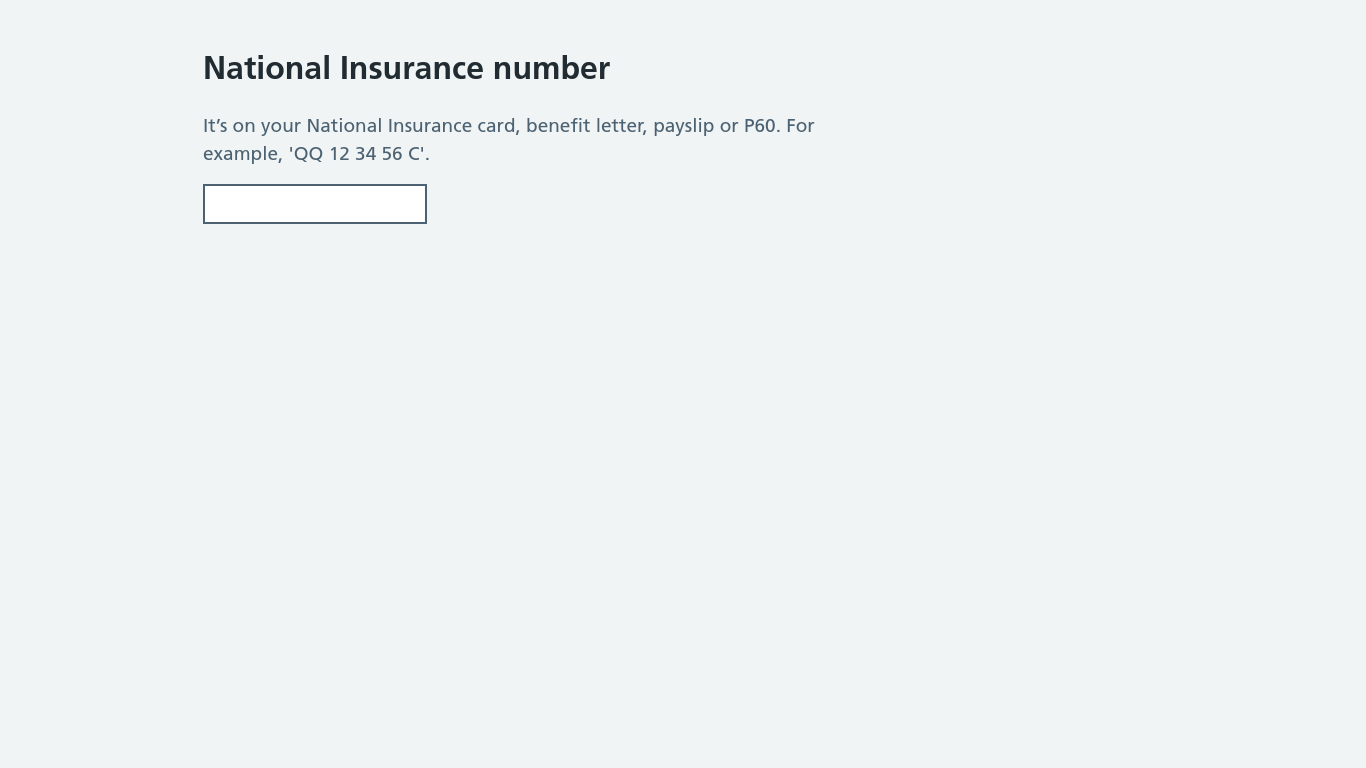 National Insurance number
It’s on your National Insurance card, benefit letter, payslip or P60. For
example, 'QQ 12 34 56 C'.